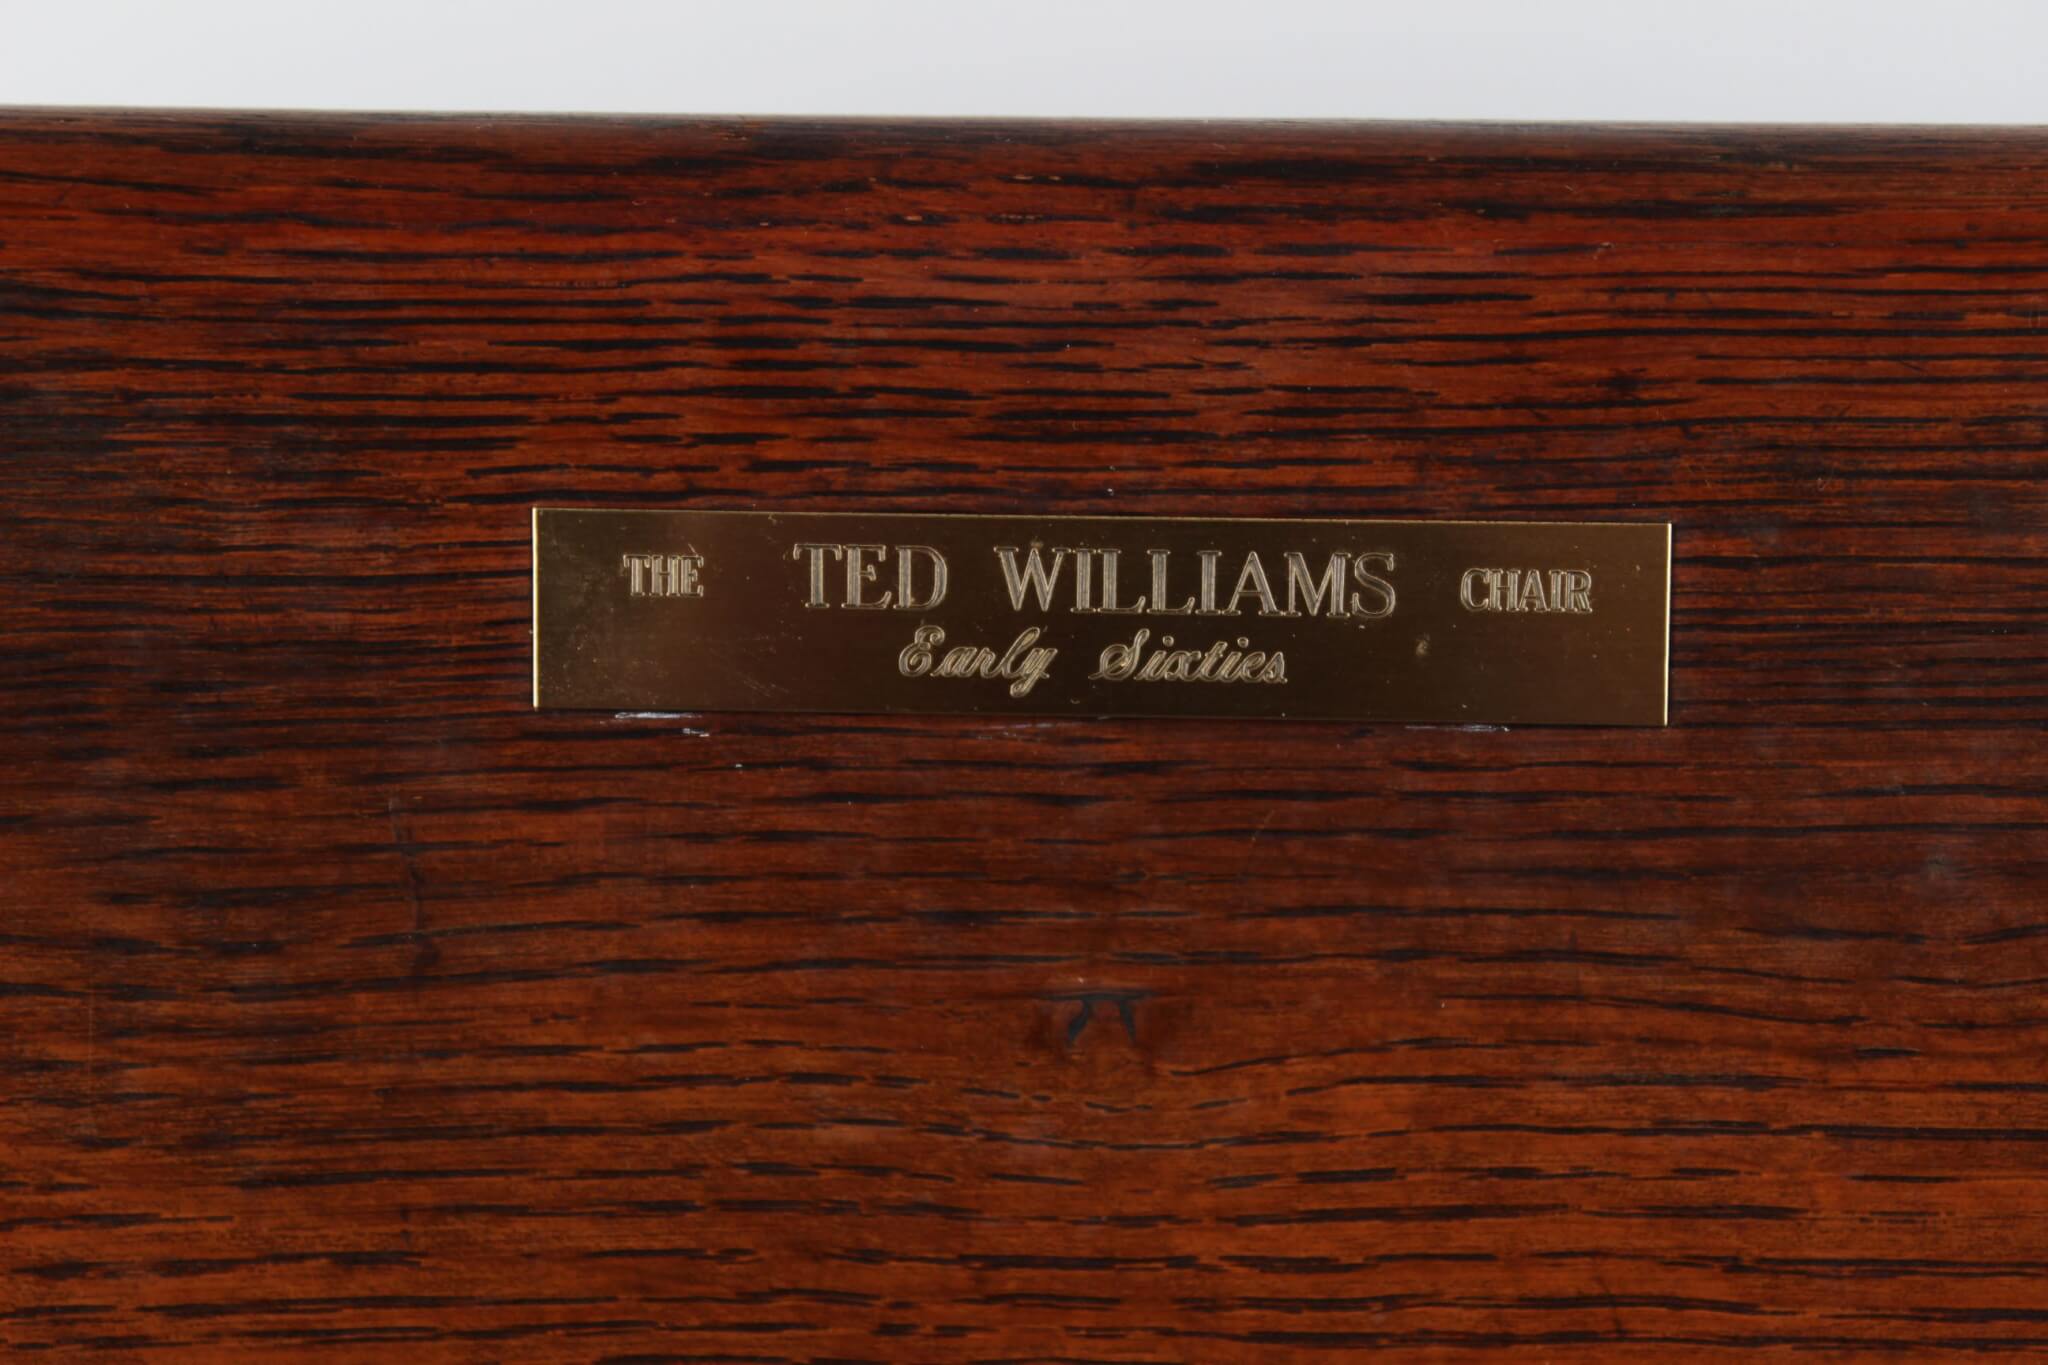 THE TED WILLIAMS CHAIR
Early Sixties